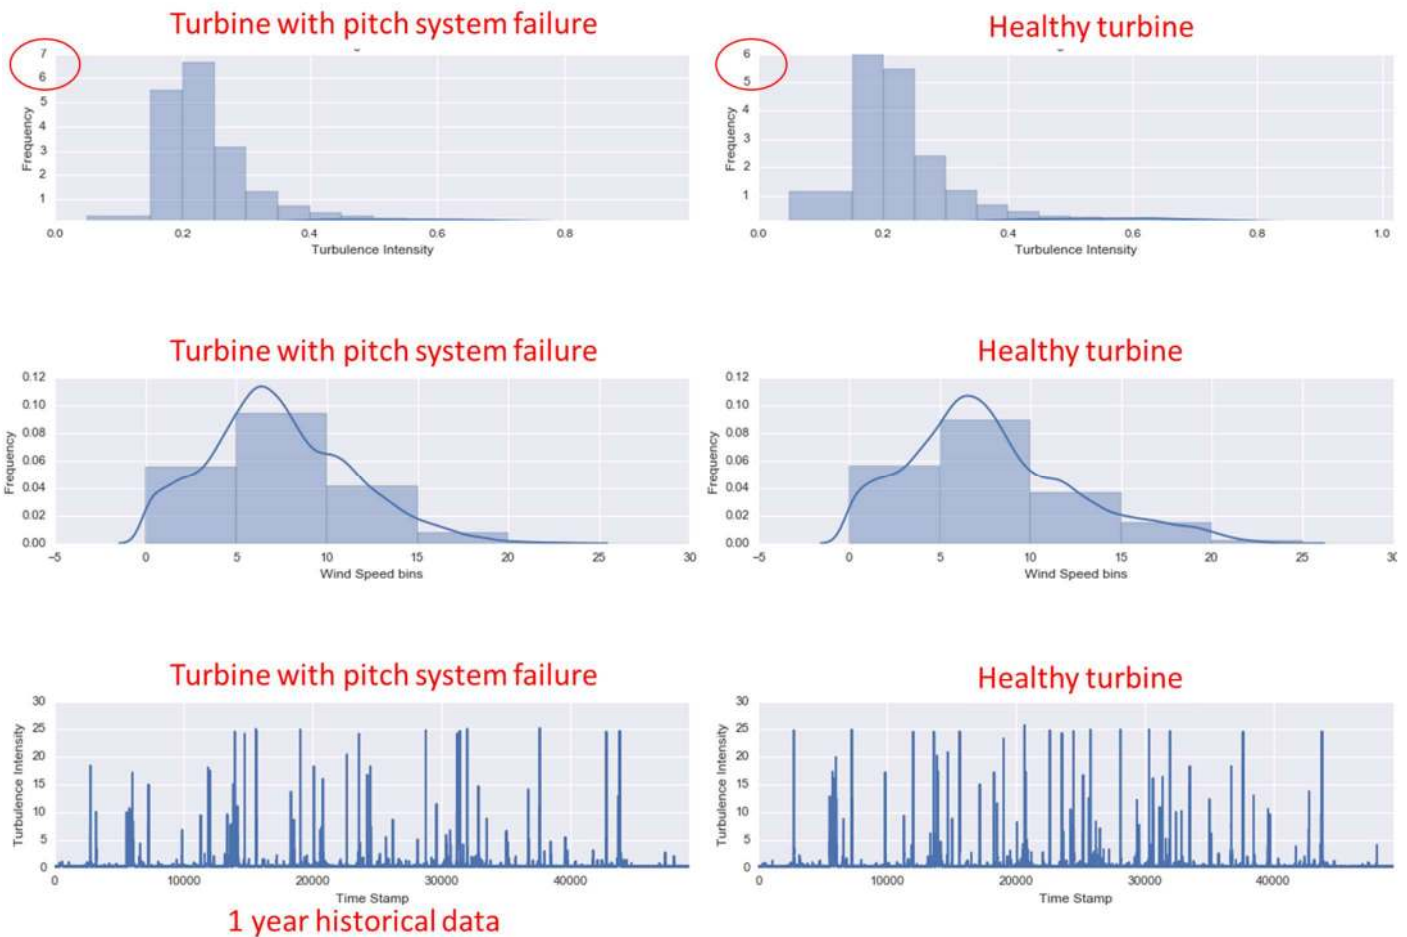 Turbine with pitch system failure
Healthy turbine
7
6
5
4
3
2
1
Frequency
0.0 0.2 0.4 0.6 0.8
Turbulence Intensity
6
5
4
3
2
1
Frequency
0.0 0.2 0.4 0.6 0.8 1.0
Turbulence Intensity
Turbine with pitch system failure
Healthy turbine
0.12
0.10
0.08
0.06
0.04
0.02
0.00
Frequency
−5 0 5 10 15 20 25 30
Wind Speed bins
0.12
0.10
0.08
0.06
0.04
0.02
0.00
Frequency
−5 0 5 10 15 20 25
Wind Speed bins
Turbine with pitch system failure
Healthy turbine
30
25
20
15
10
5
0
Turbulence Intensity
0 10000 20000 30000 40000
Time Stamp
30
25
20
15
10
5
0
Turbulence Intensity
0 10000 20000 30000 40000
Time Stamp
1 year historical data